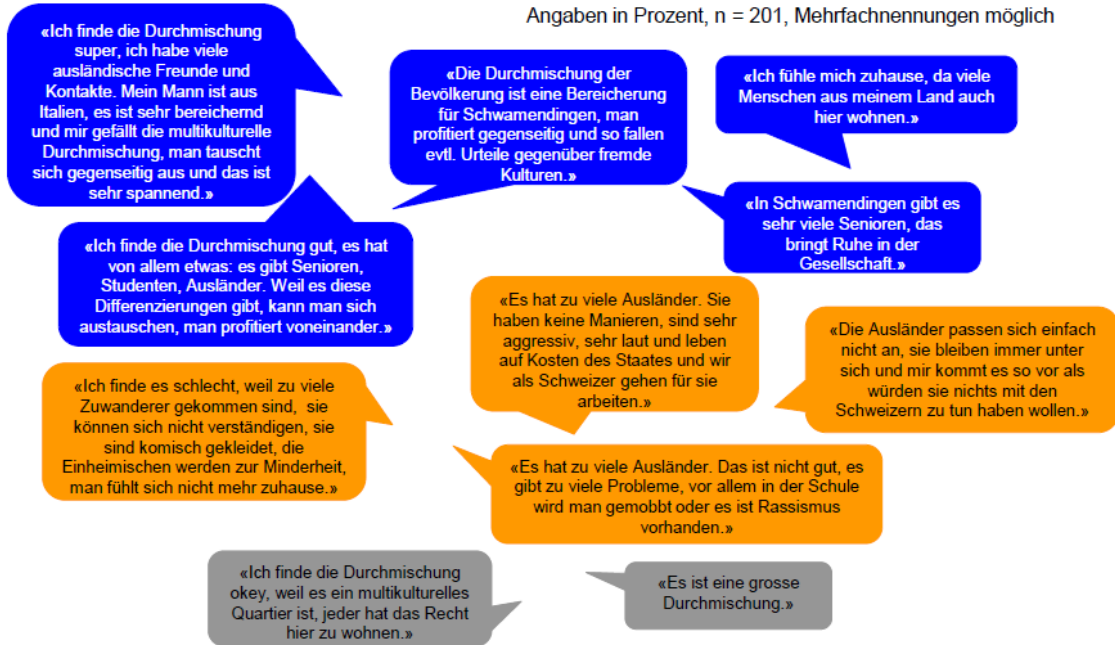 Angaben in Prozent, n = 201, Mehrfachnennungen möglich
«Ich finde die Durchmischung
super, ich habe viele
ausländische Freunde und
Kontakte. Mein Mann ist aus
Italien, es ist sehr bereichernd
und mir gefällt die multikulturelle
Durchmischung, man tauscht
sich gegenseitig aus und das ist
sehr spannend.»
«Die Durchmischung der
Bevölkerung ist eine Bereicherung
für Schwamendingen, man
profitiert gegenseitig und so fallen
evtl. Urteile gegenüber fremde
Kulturen.»
«Ich fühle mich zuhause, da viele
Menschen aus meinem Land auch
hier wohnen.»
«In Schwamendingen gibt es
sehr viele Senioren, das
bringt Ruhe in der
Gesellschaft.»
«Ich finde die Durchmischung gut, es hat
von allem etwas: es gibt Senioren,
Studenten, Ausländer. Weil es diese
Differenzierungen gibt, kann man sich
austauschen, man profitiert voneinander.»
«Es hat zu viele Ausländer. Sie
haben keine Manieren, sind sehr
aggressiv, sehr laut und leben
auf Kosten des Staates und wir
als Schweizer gehen für sie
arbeiten.»
«Die Ausländer passen sich einfach
nicht an, sie bleiben immer unter
sich und mir kommt es so vor als
würden sie nichts mit den
Schweizern zu tun haben wollen.»
«Ich finde es schlecht, weil zu viele
Zuwanderer gekommen sind, sie
können sich nicht verständigen, sie
sind komisch gekleidet, die
Einheimischen werden zur Minderheit,
man fühlt sich nicht mehr zuhause.»
«Es hat zu viele Ausländer. Das ist nicht gut, es
gibt zu viele Probleme, vor allem in der Schule
wird man gemobbt oder es ist Rassismus
vorhanden.»
«Ich finde die Durchmischung
okey, weil es ein multikulturelles
Quartier ist, jeder hat das Recht
hier zu wohnen.»
«Es ist eine grosse
Durchmischung.»